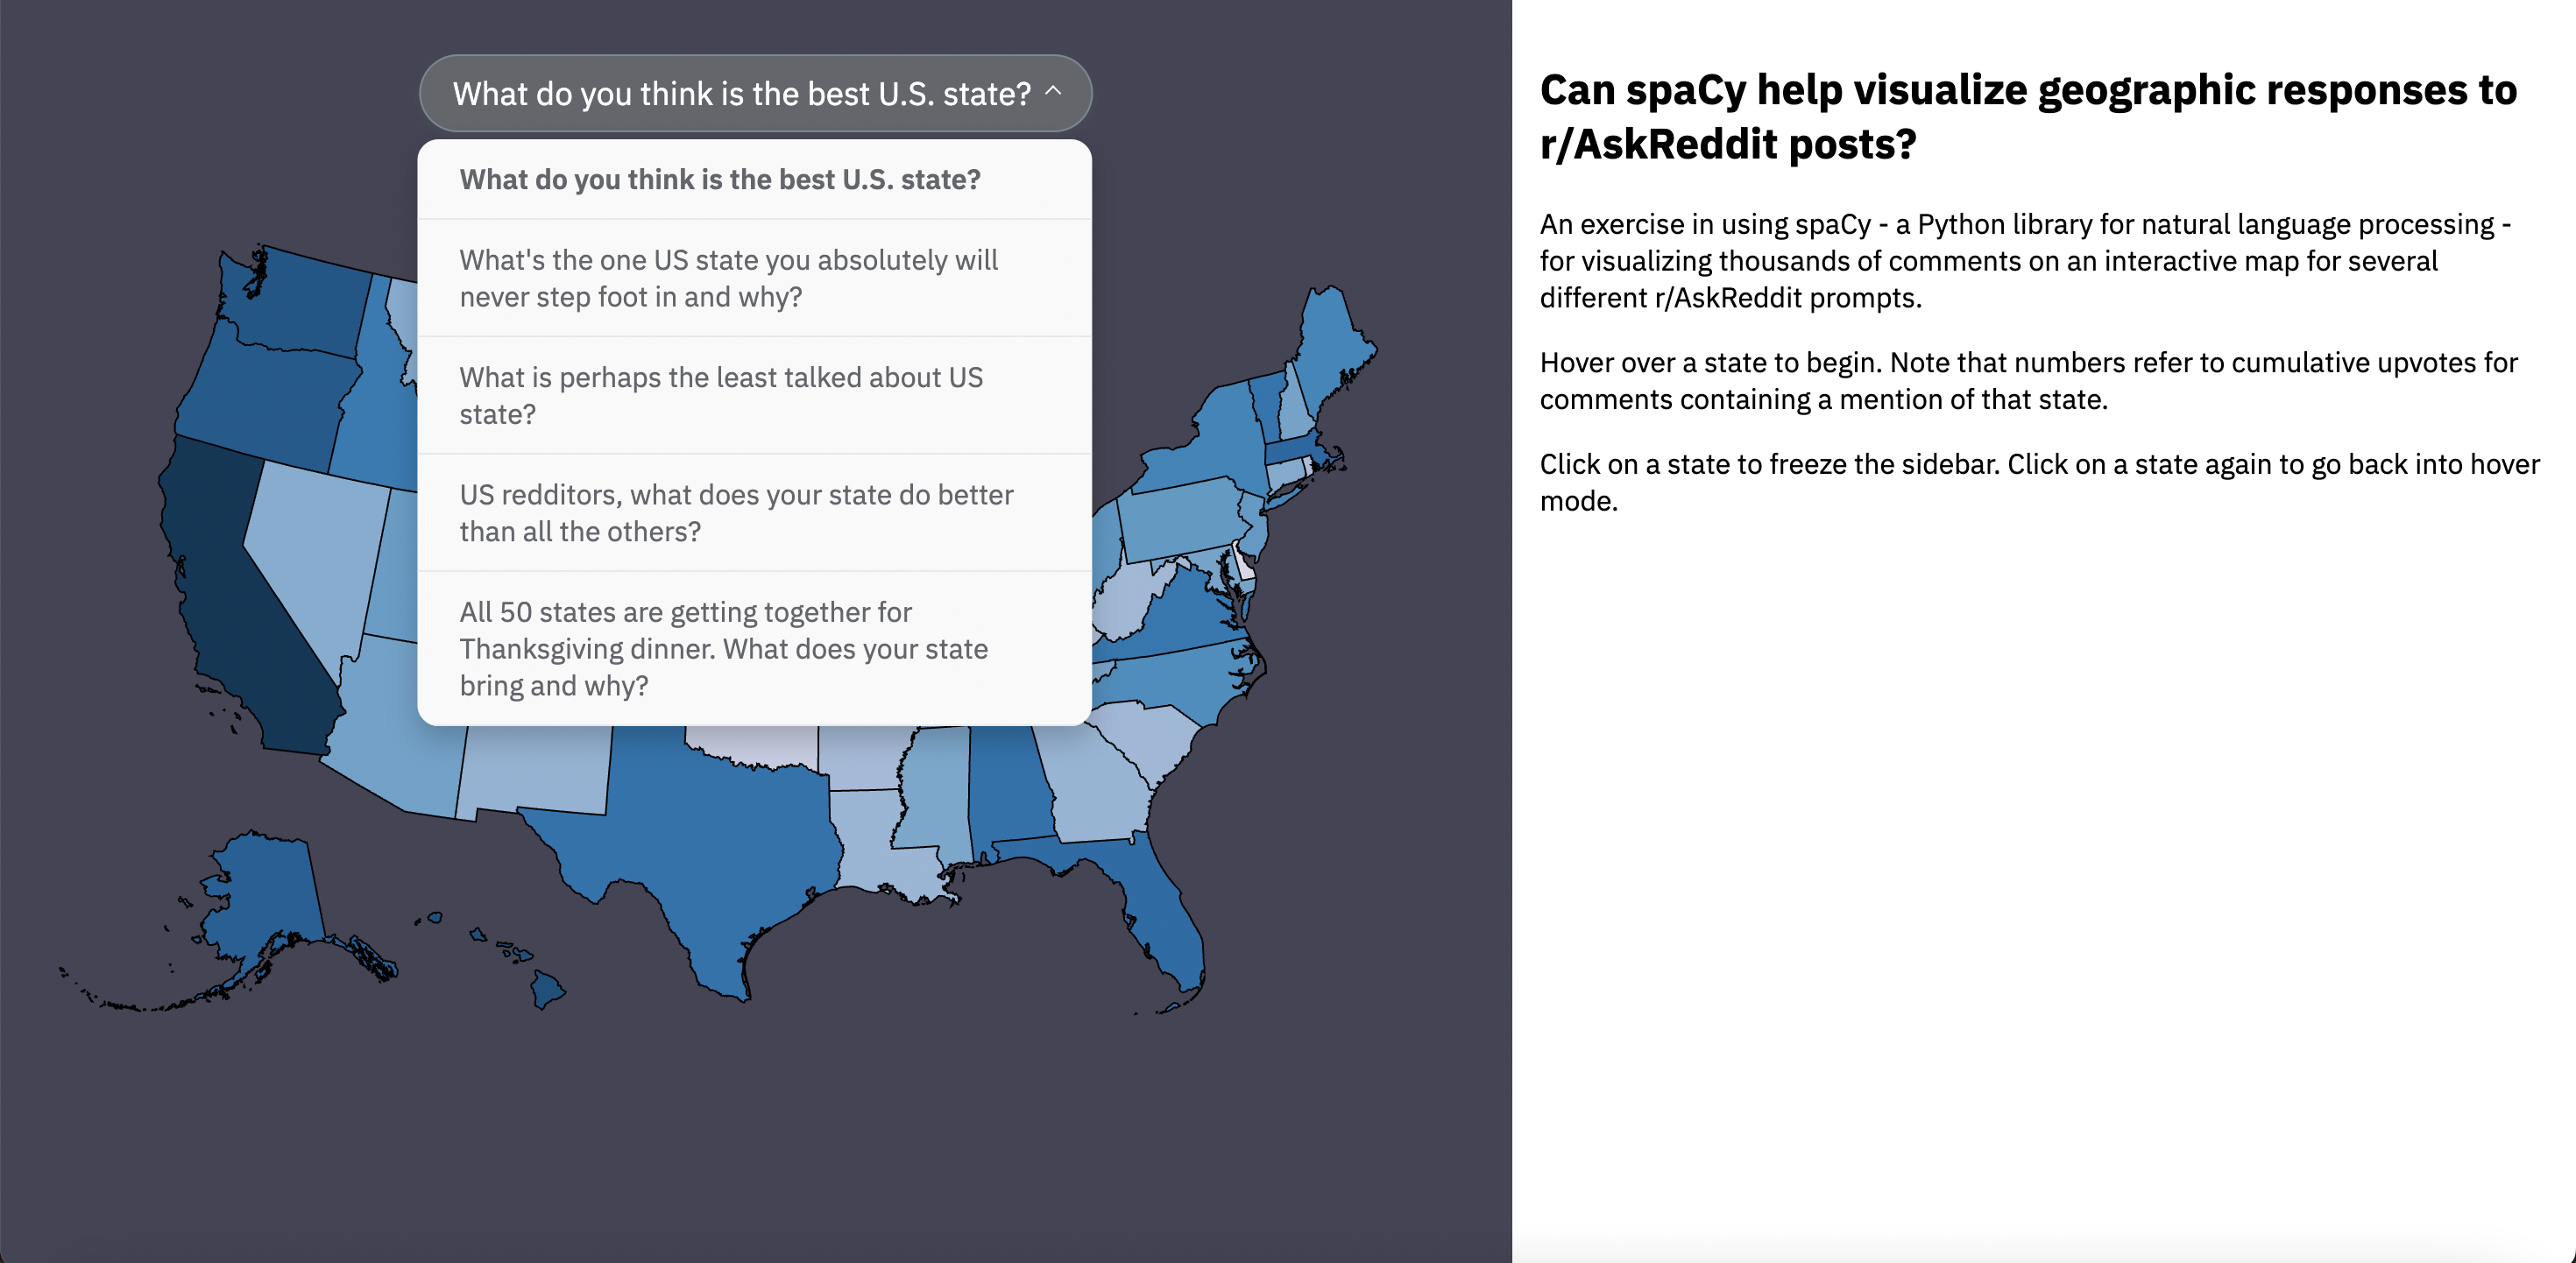 What do you think is the best U.S. state?
What do you think is the best U.S. state?
What's the one US state you absolutely will
never step foot in and why?
What is perhaps the least talked about US
state?
US redditors, what does your state do better
than all the others?
All 50 states are getting together for
Thanksgiving dinner. What does your state
bring and why?
Can spaCy help visualize geographic responses to
r/AskReddit posts?
An exercise in using spaCy - a Python library for natural language processing -
for visualizing thousands of comments on an interactive map for several
different r/AskReddit prompts.
Hover over a state to begin. Note that numbers refer to cumulative upvotes for
comments containing a mention of that state.
Click on a state to freeze the sidebar. Click on a state again to go back into hover
mode.